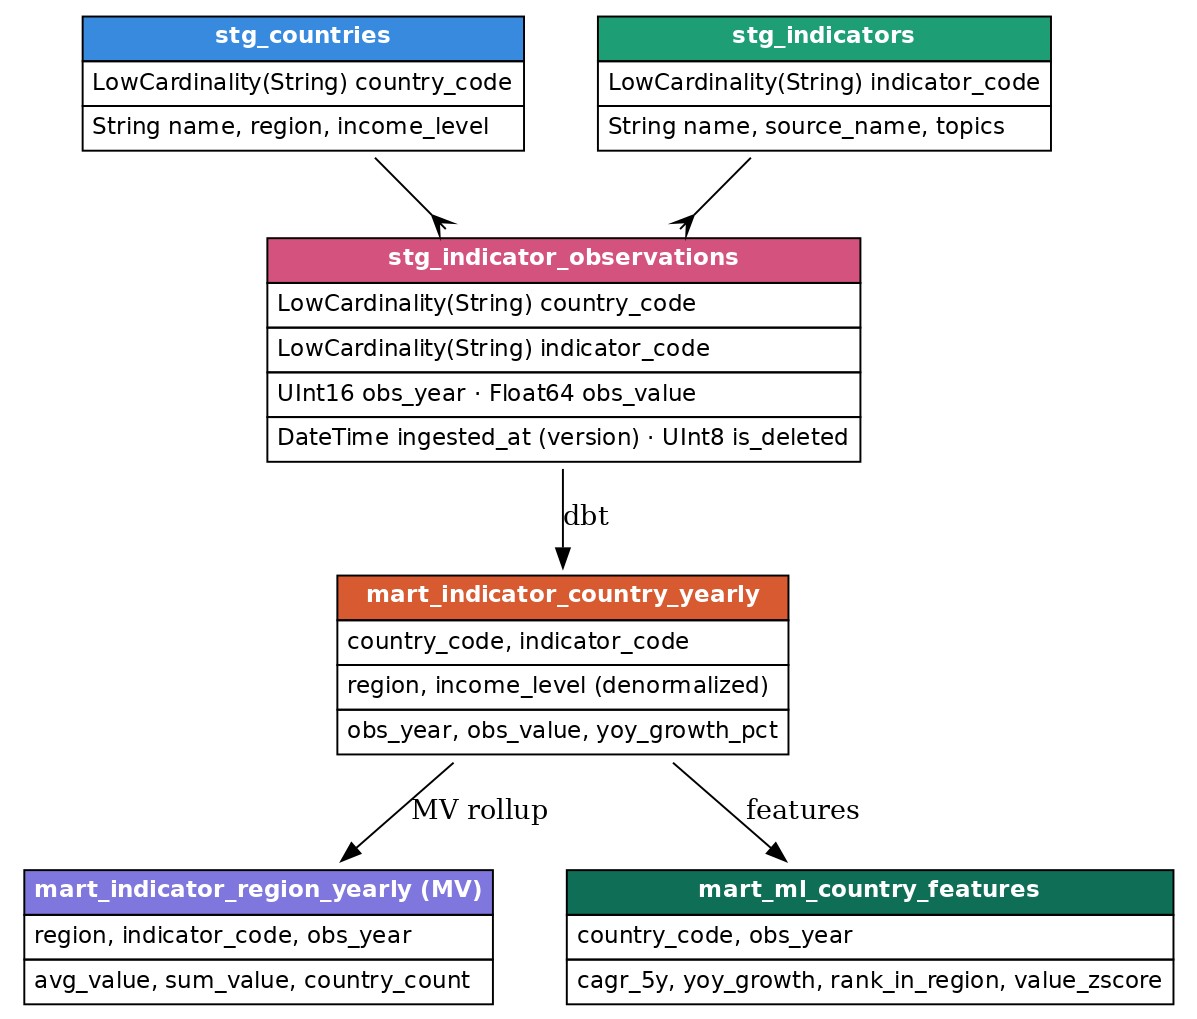 stg_countries
LowCardinality(String) country_code
String name, region, income_level
stg_indicators
LowCardinality(String) indicator_code
String name, source_name, topics
stg_indicator_observations
LowCardinality(String) country_code
LowCardinality(String) indicator_code
UInt16 obs_year · Float64 obs_value
DateTime ingested_at (version) · UInt8 is_deleted
dbt
mart_indicator_country_yearly
country_code, indicator_code
region, income_level (denormalized)
obs_year, obs_value, yoy_growth_pct
MV rollup
features
mart_indicator_region_yearly (MV)
region, indicator_code, obs_year
avg_value, sum_value, country_count
mart_ml_country_features
country_code, obs_year
cagr_5y, yoy_growth, rank_in_region, value_zscore